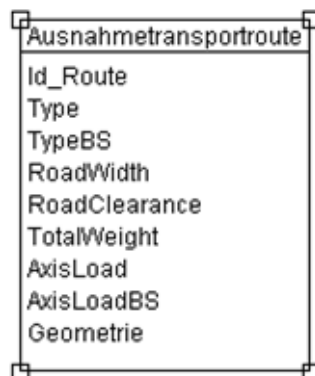 Ausnahmetransportroute
Id_Route
Type
TypeBS
RoadWidth
RoadClearance
TotalWeight
AxisLoad
AxisLoadBS
Geometrie